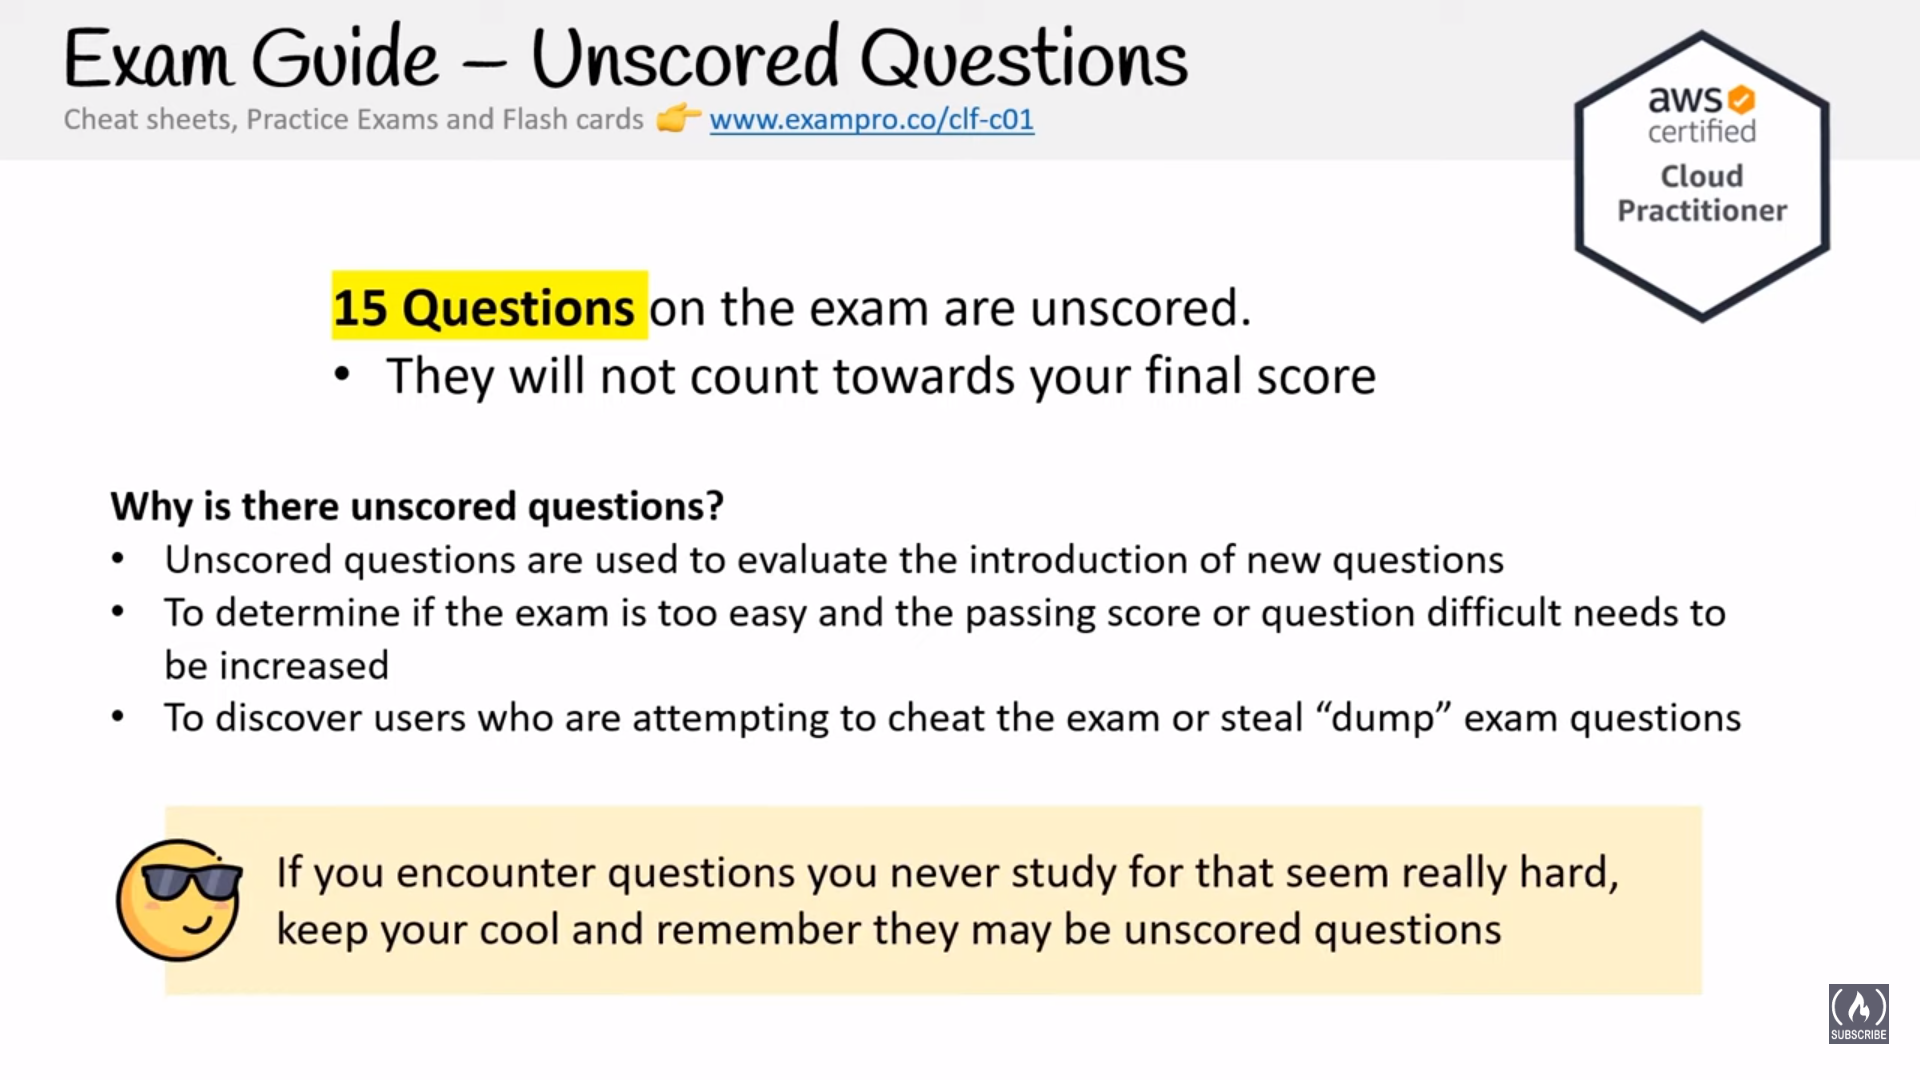 Exam Guide – Unscored Questions
Cheat sheets, Practice Exams and Flash cards 👉 www.exampro.co/clf-c01
aws
certified
Cloud
Practitioner
15 Questions on the exam are unscored.
• They will not count towards your final score
Why is there unscored questions?
• Unscored questions are used to evaluate the introduction of new questions
• To determine if the exam is too easy and the passing score or question difficult needs to
be increased
• To discover users who are attempting to cheat the exam or steal “dump” exam questions
If you encounter questions you never study for that seem really hard,
keep your cool and remember they may be unscored questions
SUBSCRIBE